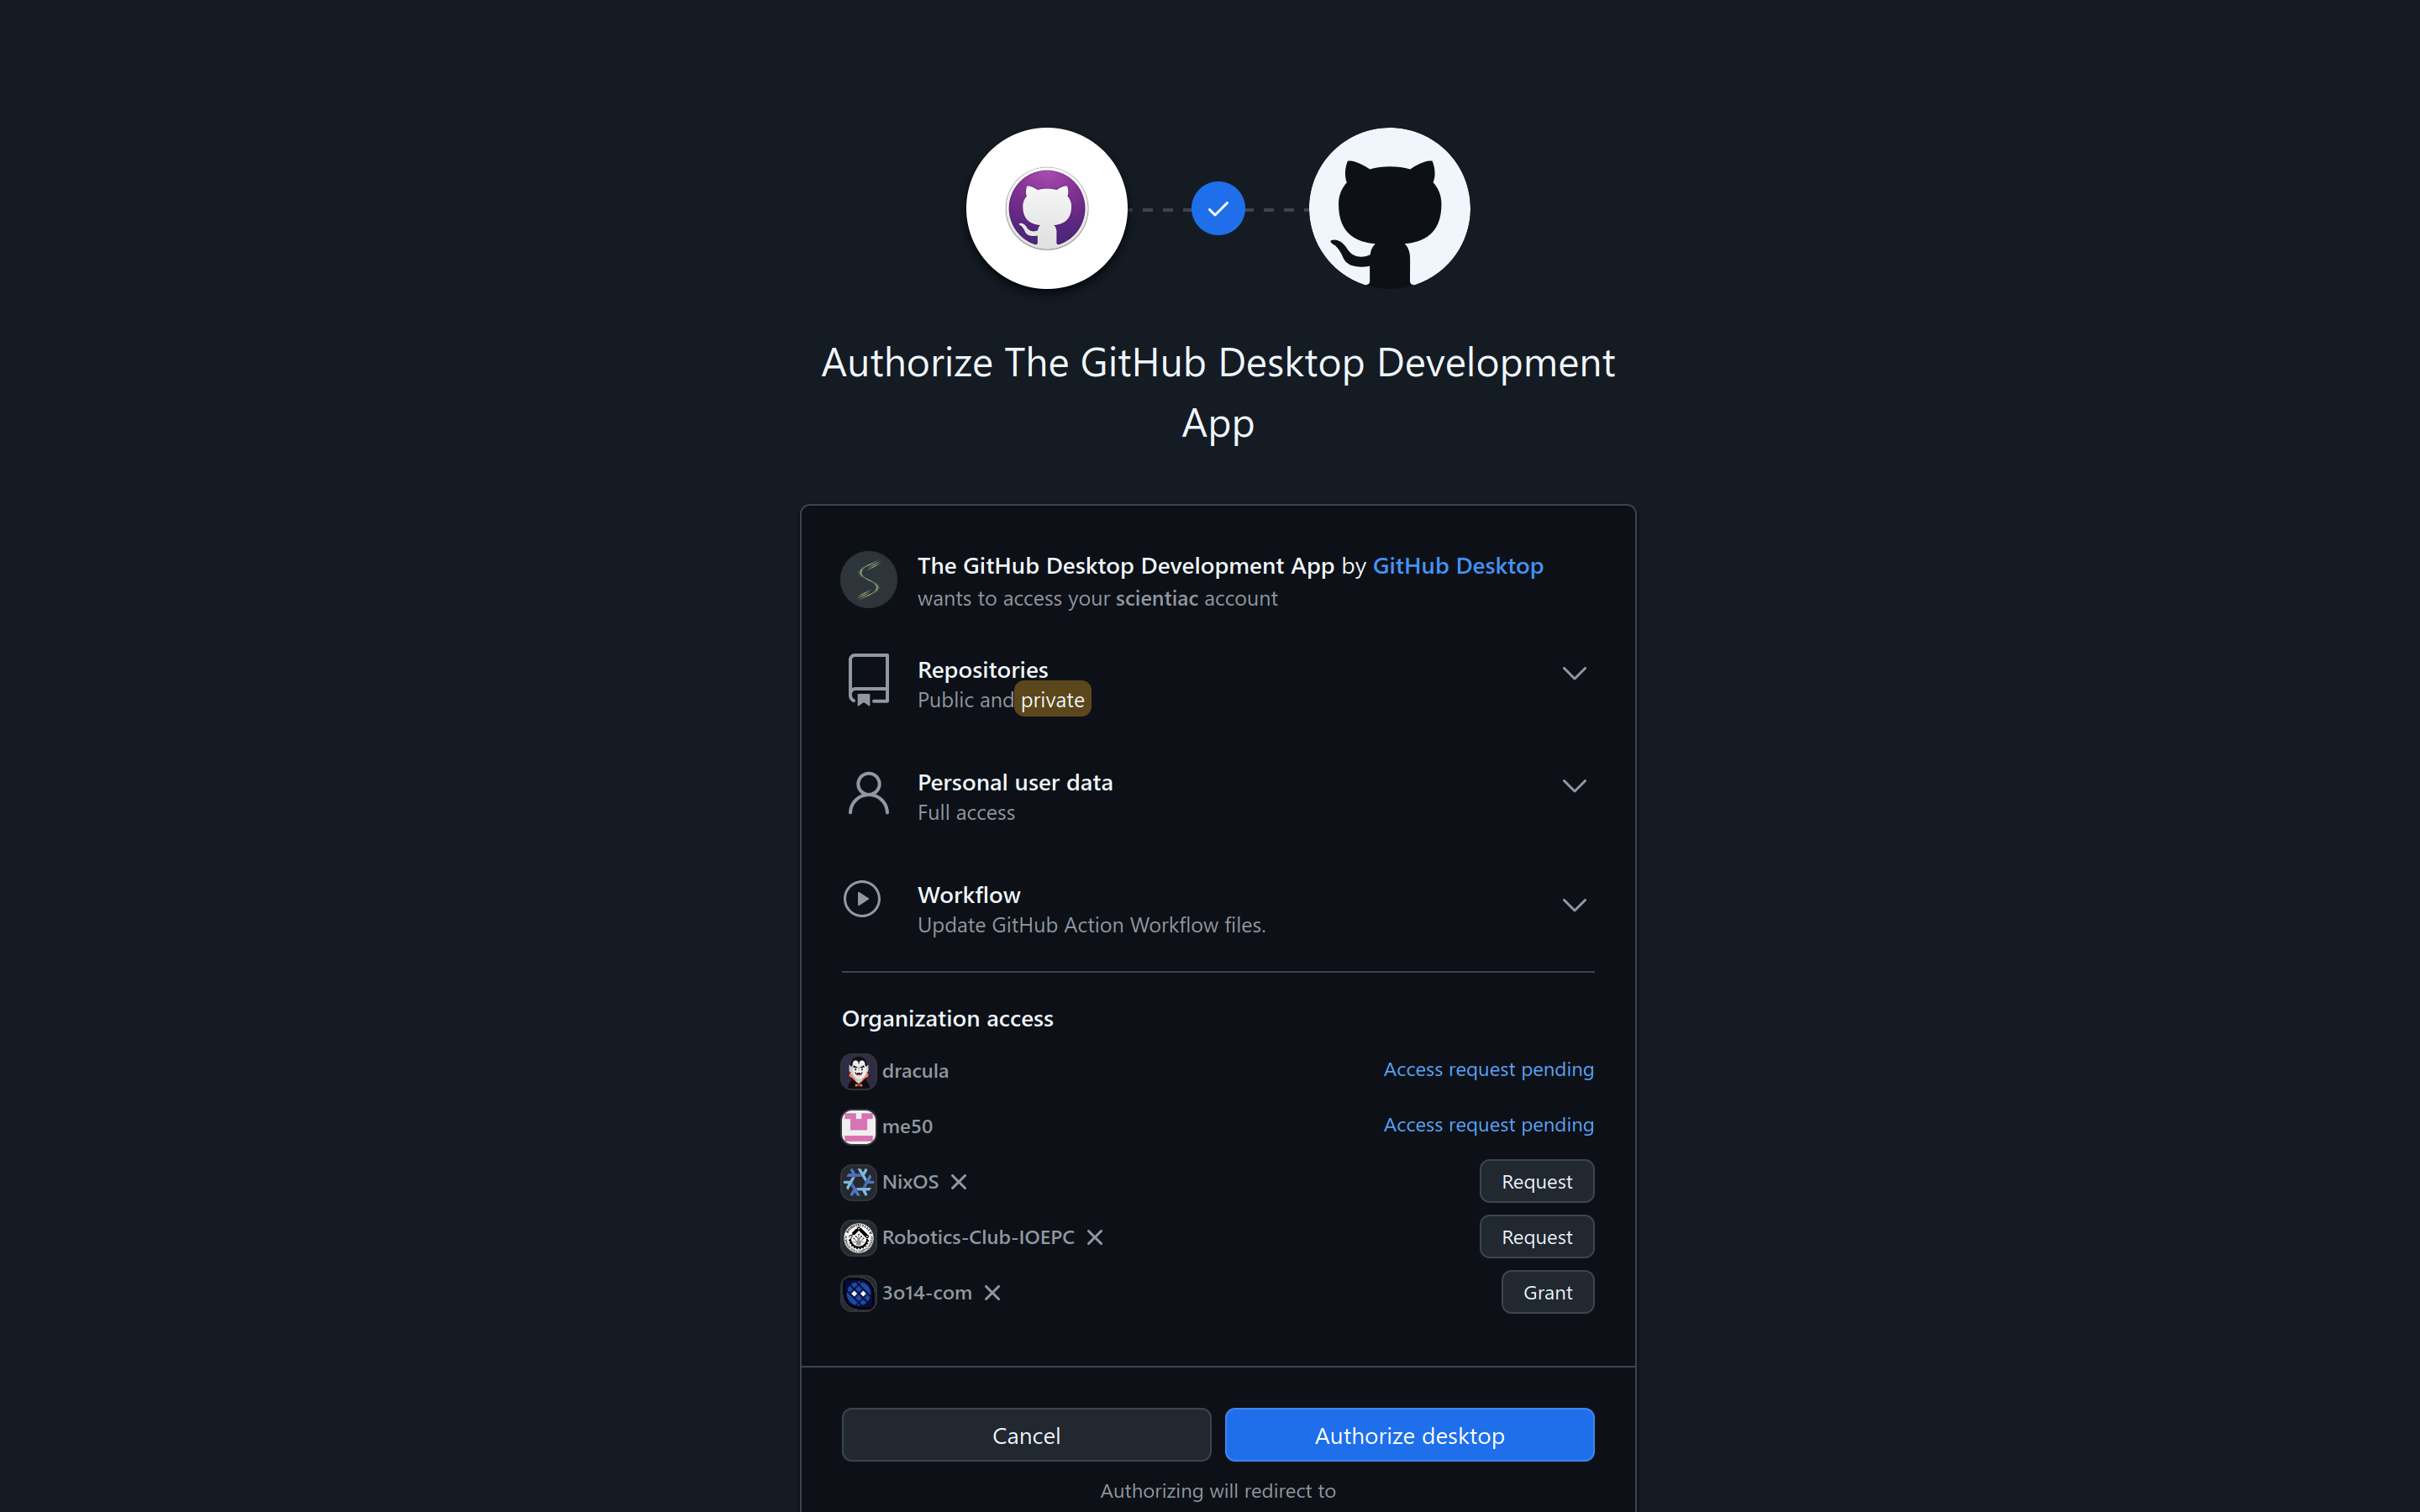 Authorize The GitHub Desktop Development
App
The GitHub Desktop Development App by GitHub Desktop
wants to access your scientiac account
Repositories
Public and private
Personal user data
Full access
Workflow
Update GitHub Action Workflow files.
Organization access
dracula Access request pending
me50 Access request pending
NixOS Request
Robotics-Club-IOEPC Request
3o14-com Grant
Cancel Authorize desktop
Authorizing will redirect to